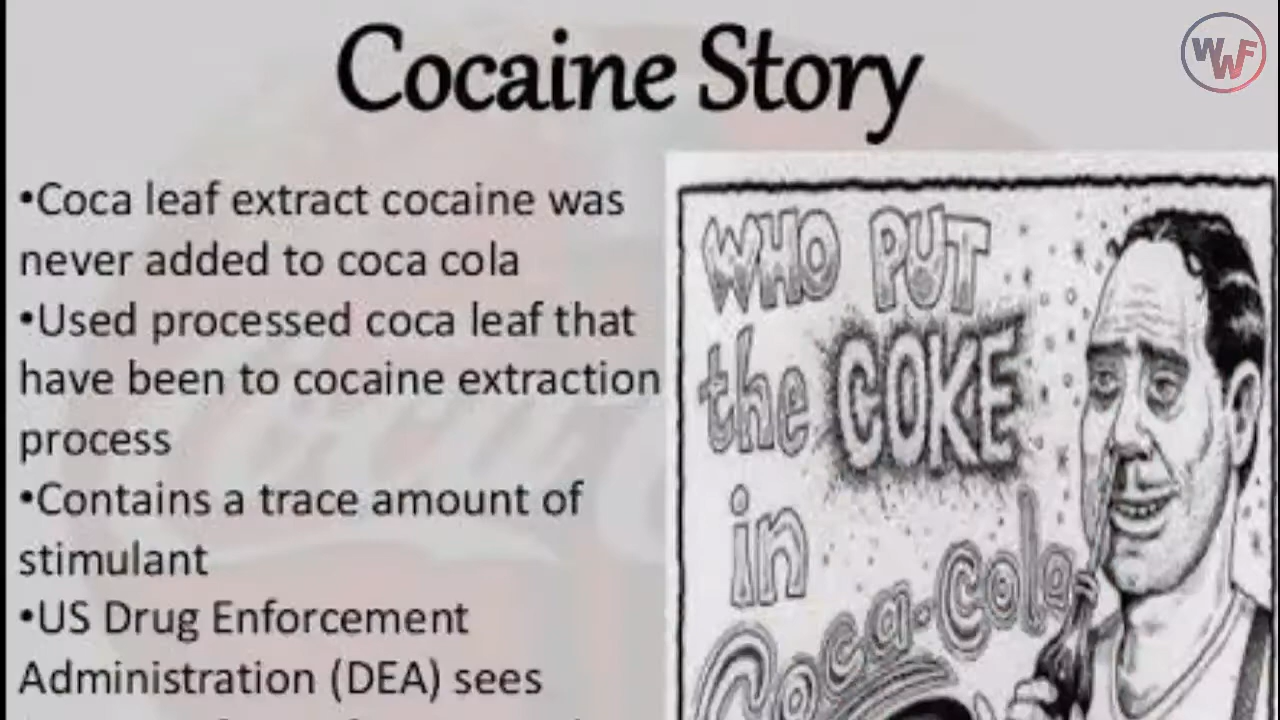 Cocaine Story
WWF
•Coca leaf extract cocaine was
never added to coca cola
•Used processed coca leaf that
have been to cocaine extraction
process
•Contains a trace amount of
stimulant
•US Drug Enforcement
Administration (DEA) sees
WHO PUT
the COKE
in
Coca-Cola